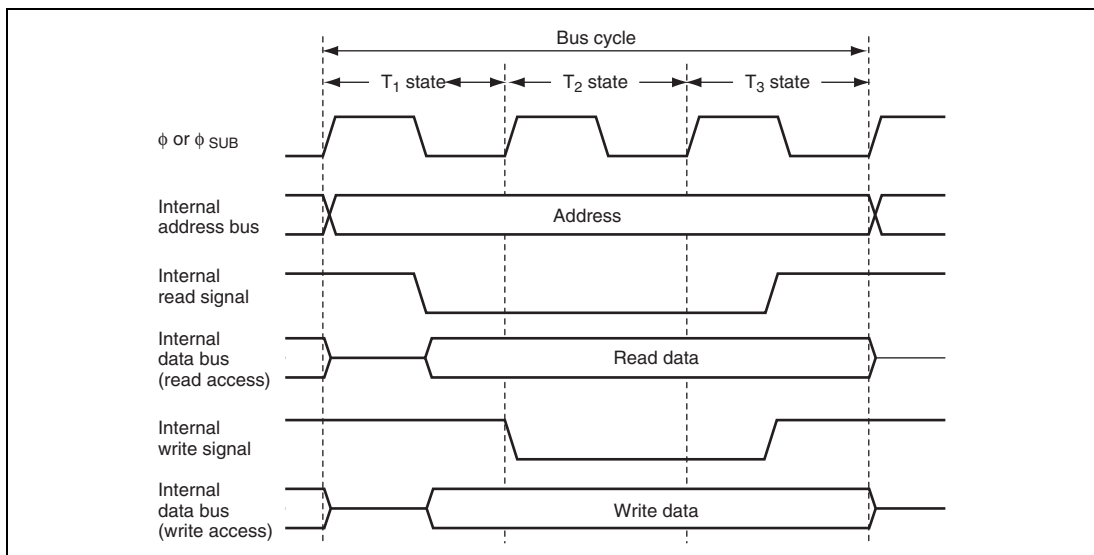 Bus cycle
T₁ state
T₂ state
T₃ state
ϕ or ϕ SUB
Internal
address bus
Address
Internal
read signal
Internal
data bus
(read access)
Read data
Internal
write signal
Internal
data bus
(write access)
Write data